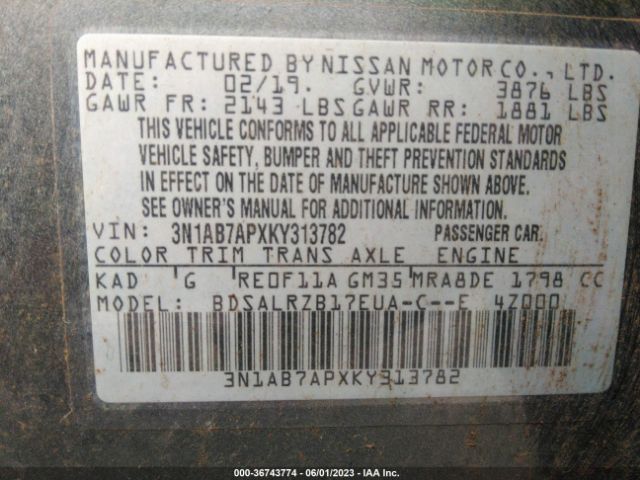 MANUFACTURED BY NISSAN MOTOR CO., LTD.
DATE: 02/19. GVWR: 3876 LBS
GAWR FR: 2143 LBS GAWR RR: 1881 LBS
THIS VEHICLE CONFORMS TO ALL APPLICABLE FEDERAL MOTOR
VEHICLE SAFETY, BUMPER AND THEFT PREVENTION STANDARDS
IN EFFECT ON THE DATE OF MANUFACTURE SHOWN ABOVE.
SEE OWNER'S MANUAL FOR ADDITIONAL INFORMATION.
VIN: 3N1AB7APXKY313782 PASSENGER CAR.
COLOR TRIM TRANS AXLE ENGINE
KAD G RE0F11A GM35 MRA8DE 1798 CC
MODEL: BDSALRZB17EUA-C--E 4Z000
3N1AB7APXKY313782
000-36743774 - 06/01/2023 - IAA Inc.